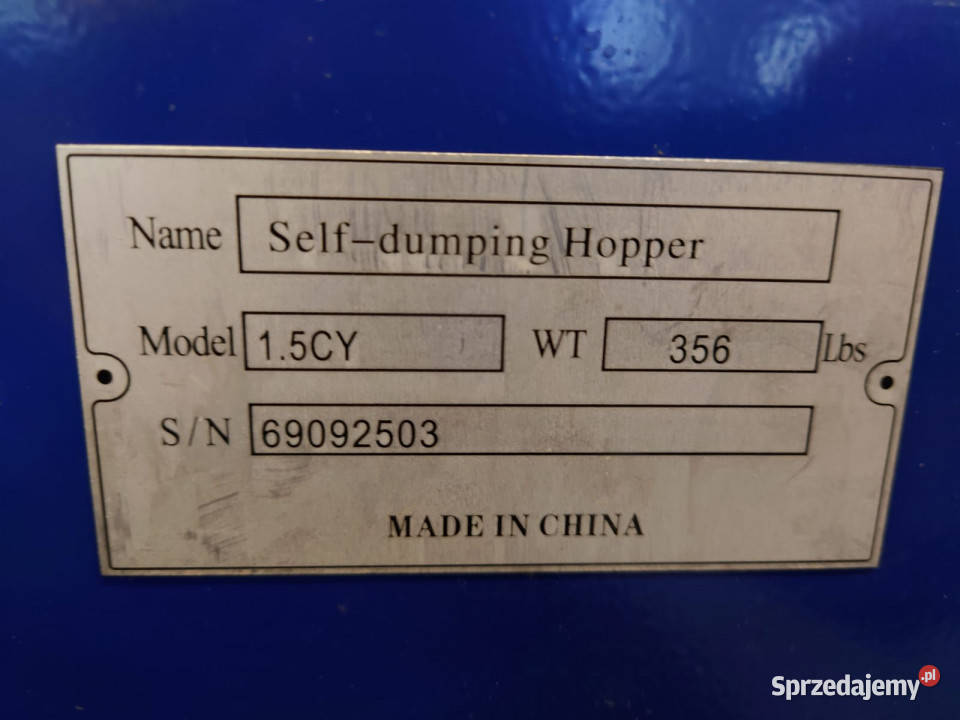 Name Self-dumping Hopper
Model 1.5CY WT 356 Lbs
S/N 69092503
MADE IN CHINA
Sprzedajemy.pl